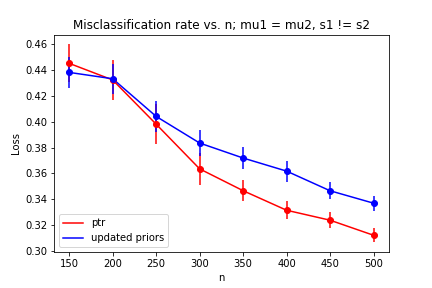 Misclassification rate vs. n; mu1 = mu2, s1 != s2
Loss
0.46
0.44
0.42
0.40
0.38
0.36
0.34
0.32
0.30
ptr
updated priors
150 200 250 300 350 400 450 500
n